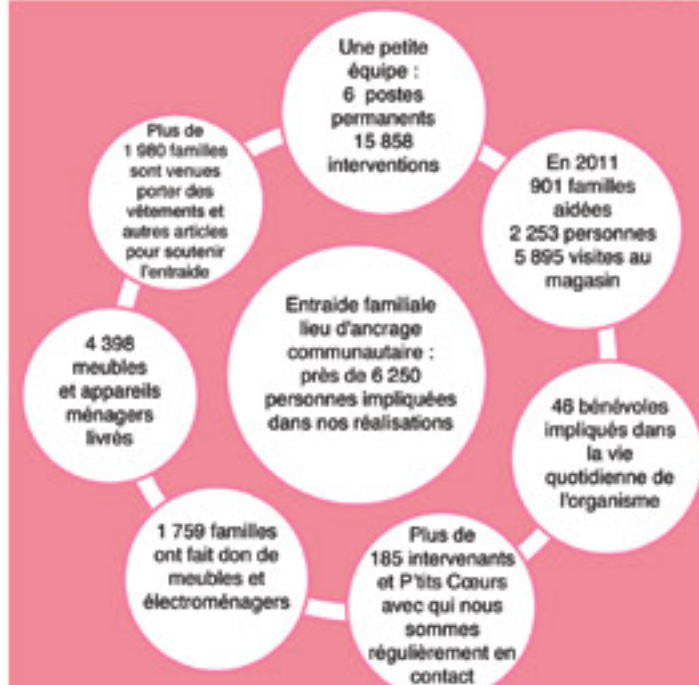 Une petite
équipe :
6 postes
permanents
15 858
interventions
En 2011
901 familles
aidées
2 253 personnes
5 895 visites au
magasin
46 bénévoles
impliqués dans
la vie
quotidienne de
l'organisme
Plus de
185 intervenants
et P'tits Cœurs
avec qui nous
sommes
régulièrement en
contact
1 759 familles
ont fait don de
meubles et
électroménagers
4 398
meubles
et appareils
ménagers
livrés
Plus de
1 980 familles
sont venues
porter des
vêtements et
autres articles
pour soutenir
l'entraide
Entraide familiale
lieu d'ancrage
communautaire :
près de 6 250
personnes impliquées
dans nos réalisations